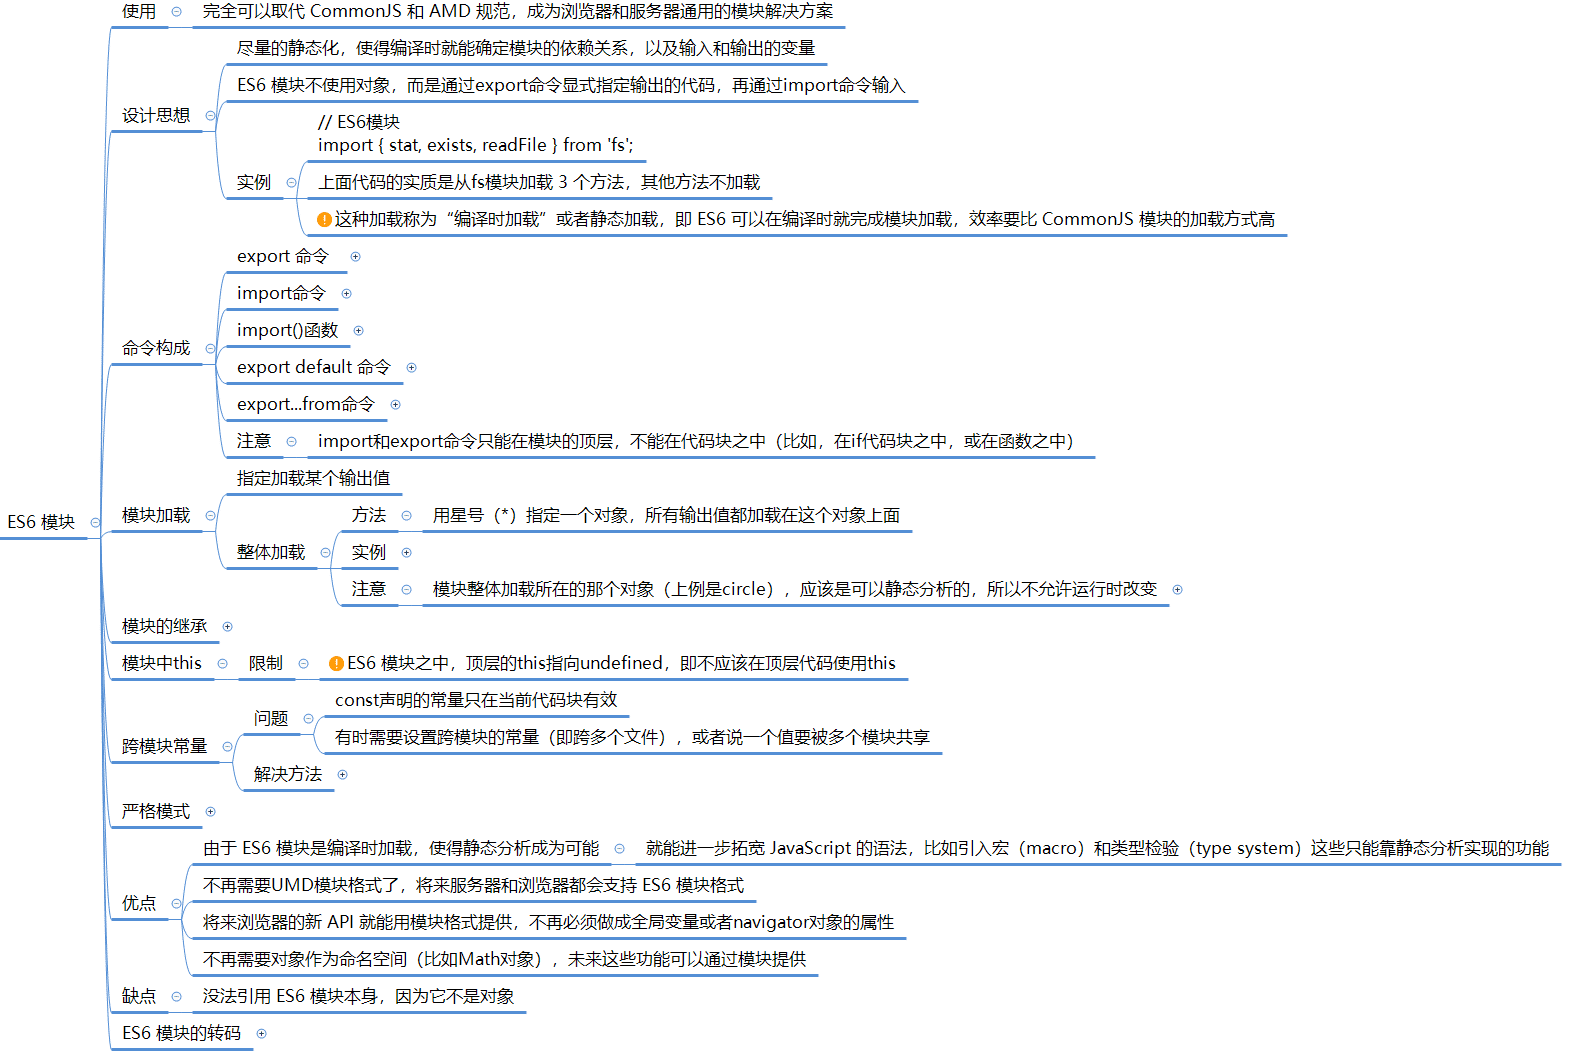 使用
完全可以取代 CommonJS 和 AMD 规范，成为浏览器和服务器通用的模块解决方案
尽量的静态化，使得编译时就能确定模块的依赖关系，以及输入和输出的变量
ES6 模块不使用对象，而是通过export命令显式指定输出的代码，再通过import命令输入
设计思想
// ES6模块
import { stat, exists, readFile } from 'fs';
实例
上面代码的实质是从fs模块加载 3 个方法，其他方法不加载
这种加载称为“编译时加载”或者静态加载，即 ES6 可以在编译时就完成模块加载，效率要比 CommonJS 模块的加载方式高
export 命令
import命令
import()函数
命令构成
export default 命令
export...from命令
注意
import和export命令只能在模块的顶层，不能在代码块之中（比如，在if代码块之中，或在函数之中）
指定加载某个输出值
ES6 模块
模块加载
方法
用星号（*）指定一个对象，所有输出值都加载在这个对象上面
整体加载
实例
注意
模块整体加载所在的那个对象（上例是circle），应该是可以静态分析的，所以不允许运行时改变
模块的继承
模块中this
限制
ES6 模块之中，顶层的this指向undefined，即不应该在顶层代码使用this
const声明的常量只在当前代码块有效
问题
有时需要设置跨模块的常量（即跨多个文件），或者说一个值要被多个模块共享
跨模块常量
解决方法
严格模式
由于 ES6 模块是编译时加载，使得静态分析成为可能
就能进一步拓宽 JavaScript 的语法，比如引入宏（macro）和类型检验（type system）这些只能靠静态分析实现的功能
不再需要UMD模块格式了，将来服务器和浏览器都会支持 ES6 模块格式
优点
将来浏览器的新 API 就能用模块格式提供，不再必须做成全局变量或者navigator对象的属性
不再需要对象作为命名空间（比如Math对象），未来这些功能可以通过模块提供
缺点
没法引用 ES6 模块本身，因为它不是对象
ES6 模块的转码